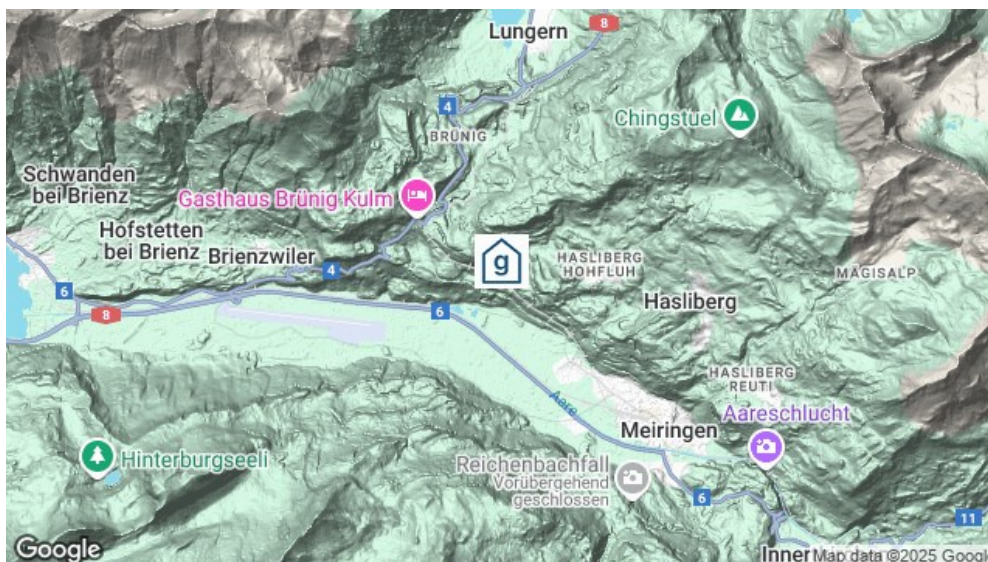 Lungern
8
4
BRÜNIG
Chingstuel
Schwanden
bei Brienz
Gasthaus Brünig Kulm
Hofstetten
bei Brienz
Brienzwiler
4
g
HASLIBERG
HOHFLUH
MÄGISALP
Hasliberg
6
8
6
HASLIBERG
REUTI
Aare
Aareschlucht
Meiringen
Hinterburgseeli
Reichenbachfall
Vorübergehend
geschlossen
6
11
Google
Inner
Map data ©2025 Google